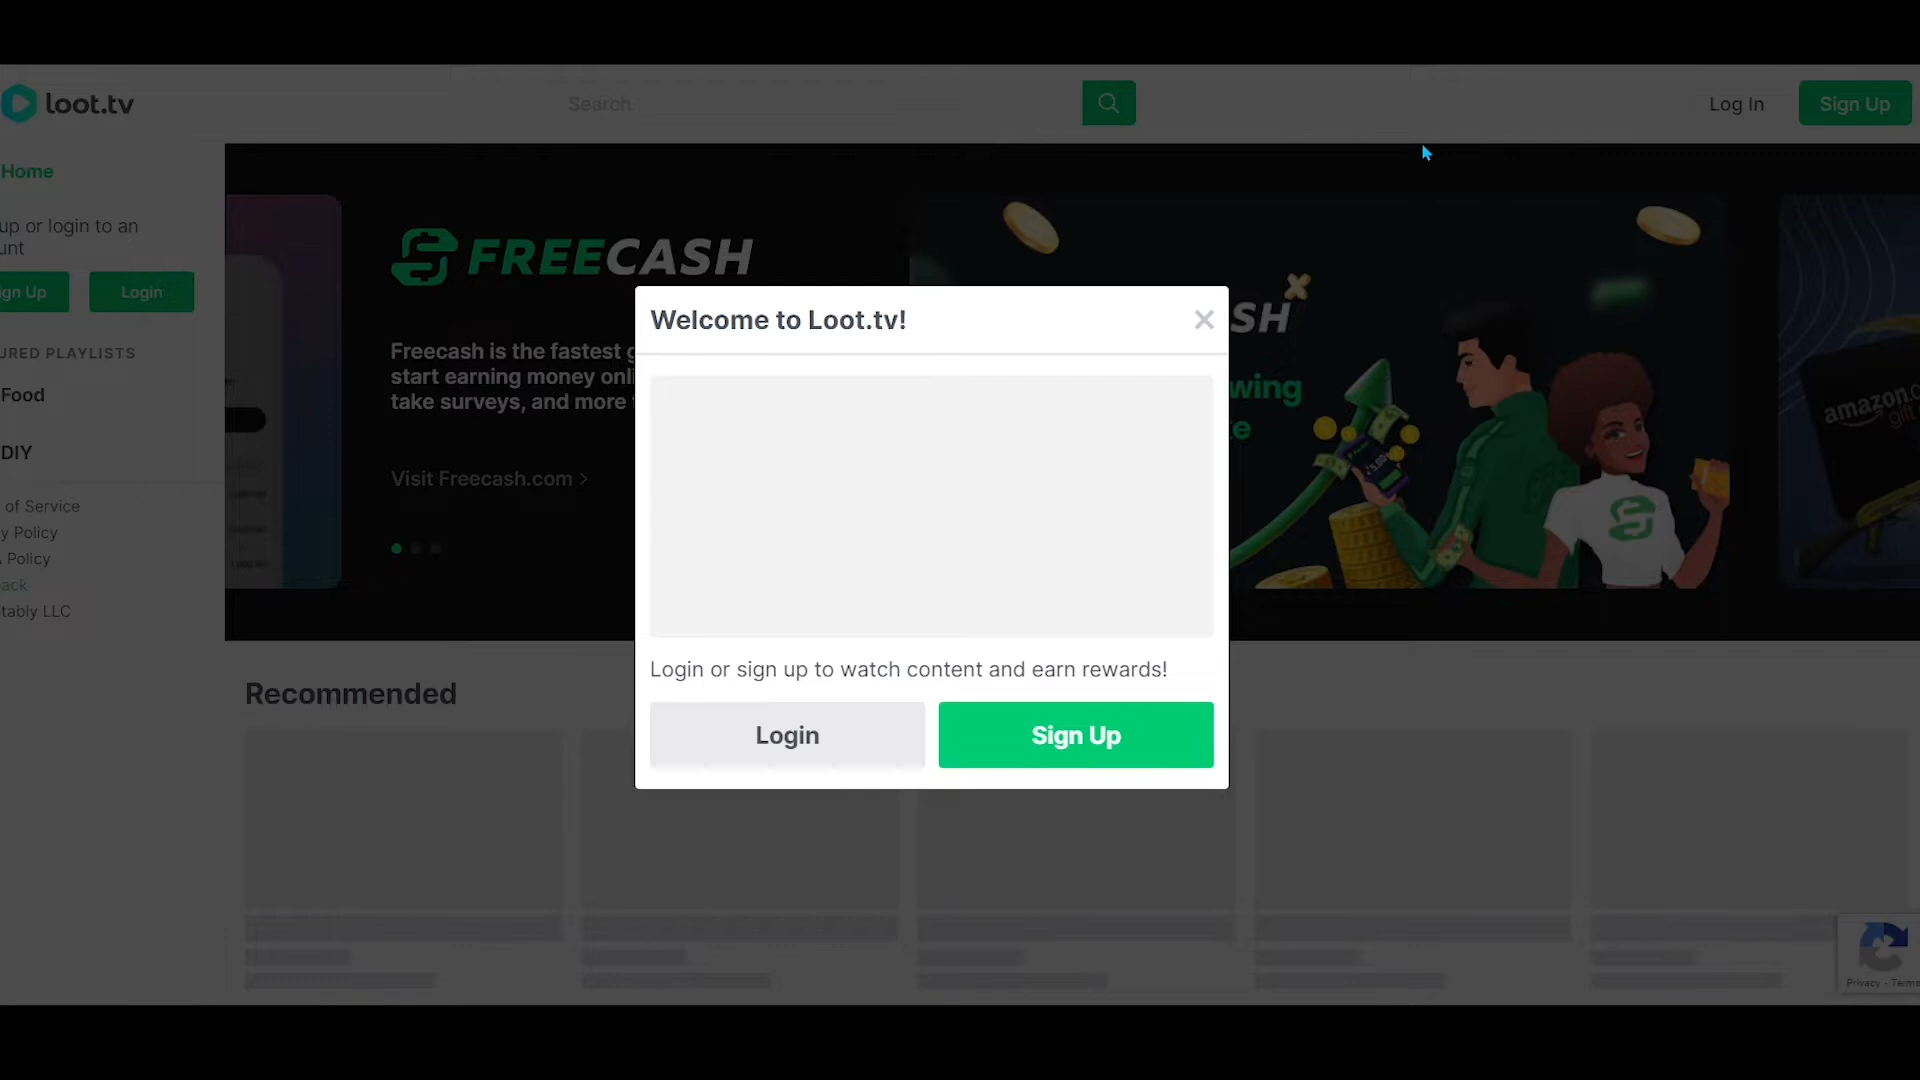 loot.tv
Search
Log In
Sign Up
Home
up or login to an
unt
ign Up
Login
URED PLAYLISTS
Food
DIY
of Service
y Policy
Policy
ack
tably LLC
FREECASH
Freecash is the fastest
start earning money onli
take surveys, and more
Visit Freecash.com >
SH
wing
e
amazon.c
gift
Welcome to Loot.tv!
Login or sign up to watch content and earn rewards!
Login
Sign Up
Recommended
Privacy - Terms